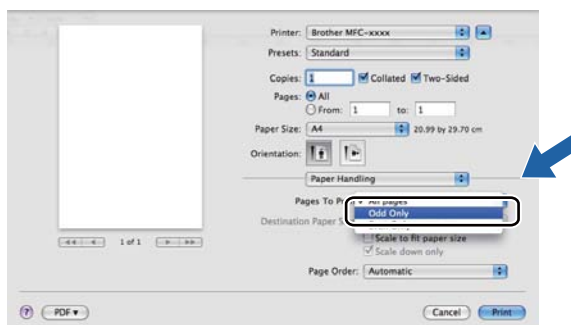 Printer: Brother MFC-xxxx
Presets: Standard
Copies: 1 Collated Two-Sided
Pages: All
From: 1 to: 1
Paper Size: A4 20.99 by 29.70 cm
Orientation:
Paper Handling
Pages To Pr All pages
Odd Only
Destination Paper S
Scale to fit paper size
Scale down only
1 of 1
Page Order: Automatic
? PDF ▼ Cancel Print